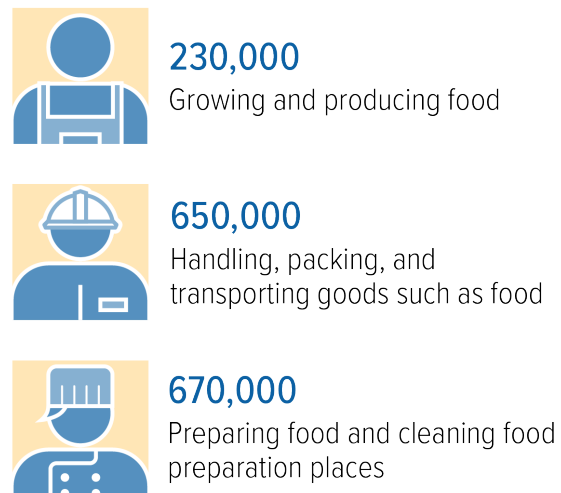 230,000
Growing and producing food
650,000
Handling, packing, and
transporting goods such as food
670,000
Preparing food and cleaning food
preparation places